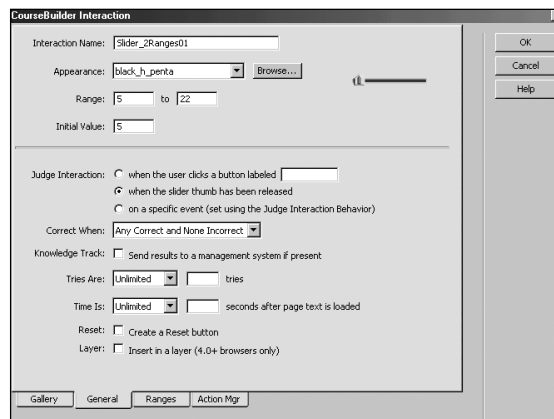 CourseBuilder Interaction
Interaction Name: Slider_2Ranges01
Appearance: black_h_penta Browse...
Range: 5 to 22
Initial Value: 5
Judge Interaction: when the user clicks a button labeled
when the slider thumb has been released
on a specific event (set using the Judge Interaction Behavior)
Correct When: Any Correct and None Incorrect
Knowledge Track: Send results to a management system if present
Tries Are: Unlimited tries
Time Is: Unlimited seconds after page text is loaded
Reset: Create a Reset button
Layer: Insert in a layer (4.0+ browsers only)
Gallery General Ranges Action Mgr
OK
Cancel
Help